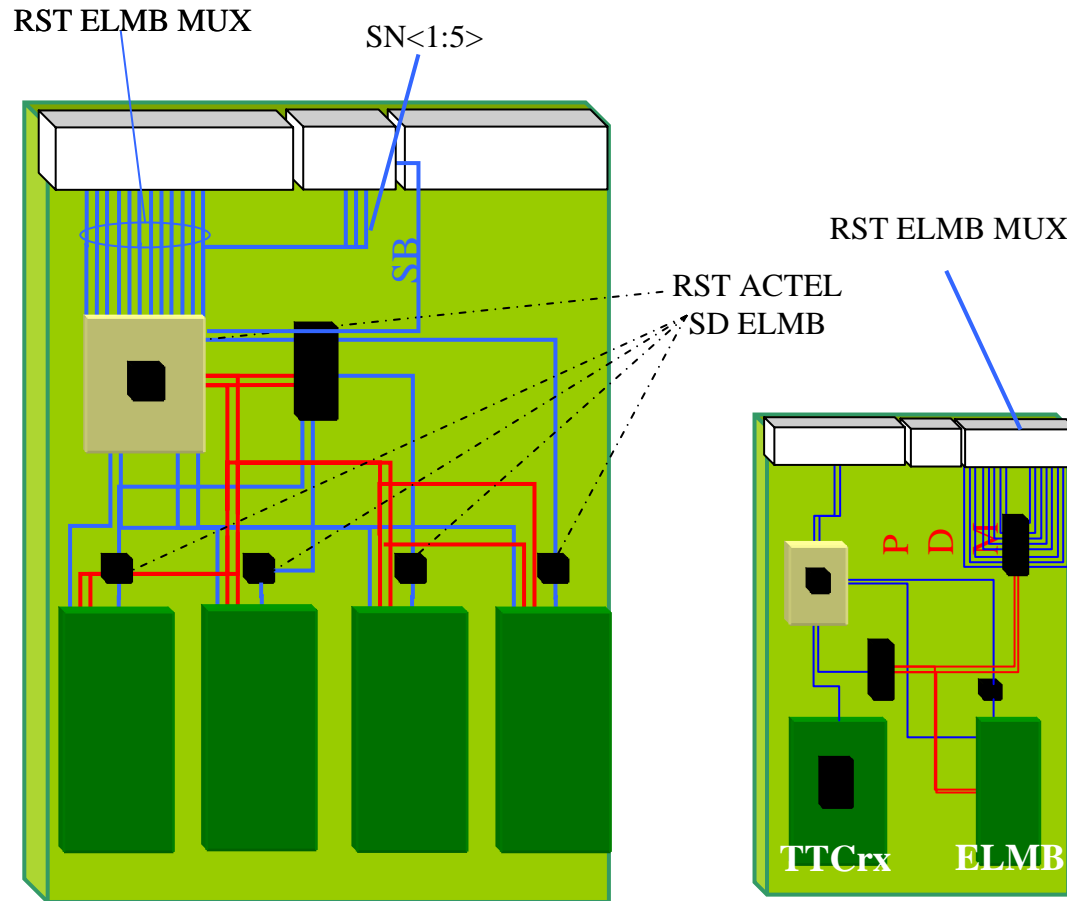 RST ELMB MUX
SN<1:5>
SB
RST ELMB MUX
RST ACTEL
SD ELMB
P
D
M
TTCrx
ELMB